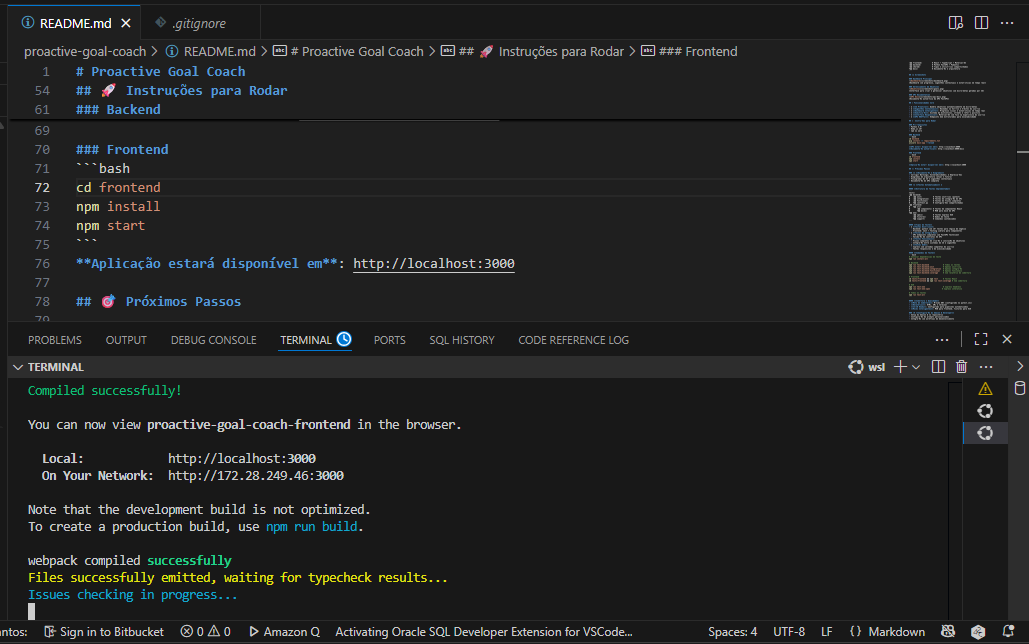 README.md
.gitignore
proactive-goal-coach > README.md > # Proactive Goal Coach > ## 🚀 Instruções para Rodar > ### Frontend
1 # Proactive Goal Coach
54 ## 🚀 Instruções para Rodar
61 ### Backend
69
70 ### Frontend
71 ```bash
72 cd frontend
73 npm install
74 npm start
75 ```
76 **Aplicação estará disponível em**: http://localhost:3000
77
78 ## 🎯 Próximos Passos
79
PROBLEMS OUTPUT DEBUG CONSOLE TERMINAL PORTS SQL HISTORY CODE REFERENCE LOG
TERMINAL
wsl
Compiled successfully!
You can now view proactive-goal-coach-frontend in the browser.
Local: http://localhost:3000
On Your Network: http://172.28.249.46:3000
Note that the development build is not optimized.
To create a production build, use npm run build.
webpack compiled successfully
Files successfully emitted, waiting for typecheck results...
Issues checking in progress...
antos: Sign in to Bitbucket 0 0 Amazon Q Activating Oracle SQL Developer Extension for VSCode... Spaces: 4 UTF-8 LF {} Markdown